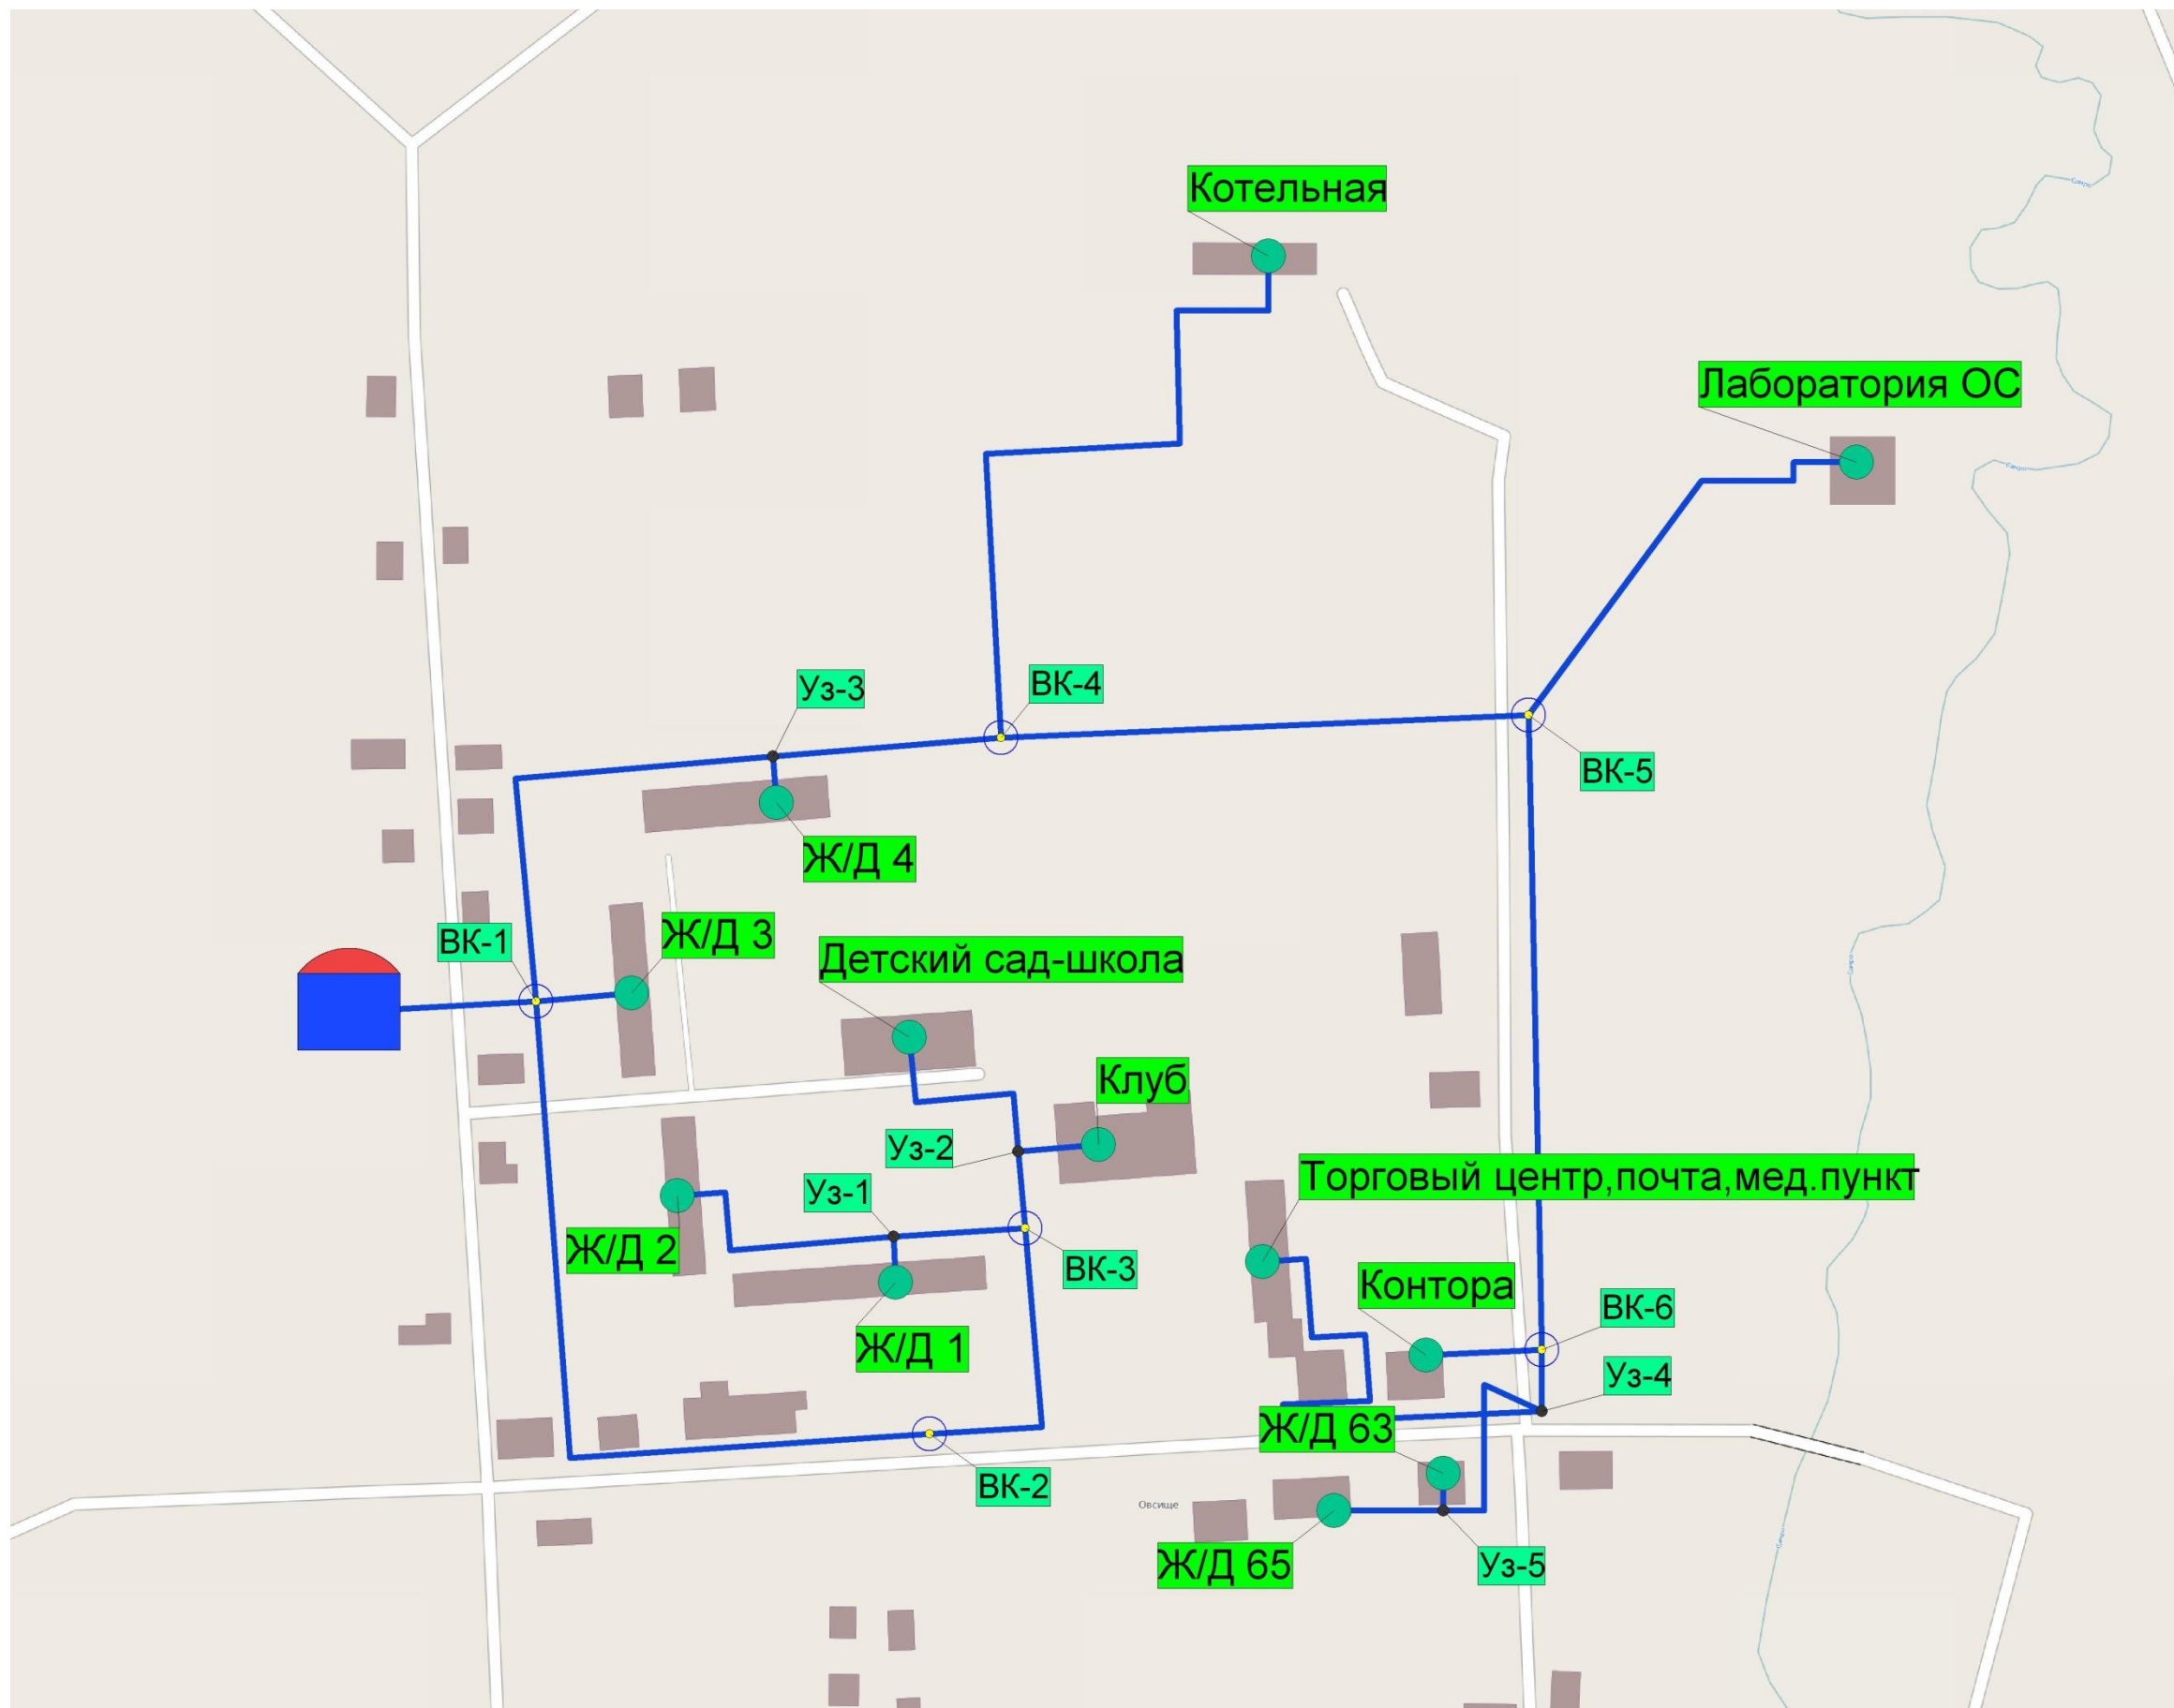 Котельная
Лаборатория ОС
Уз-3
ВК-4
ВК-5
Ж/Д 4
Ж/Д 3
ВК-1
Детский сад-школа
Клуб
Уз-2
Торговый центр,почта,мед.пункт
Уз-1
Ж/Д 2
ВК-3
Контора
ВК-6
Ж/Д 1
Уз-4
Ж/Д 63
ВК-2
Овсище
Ж/Д 65
Уз-5